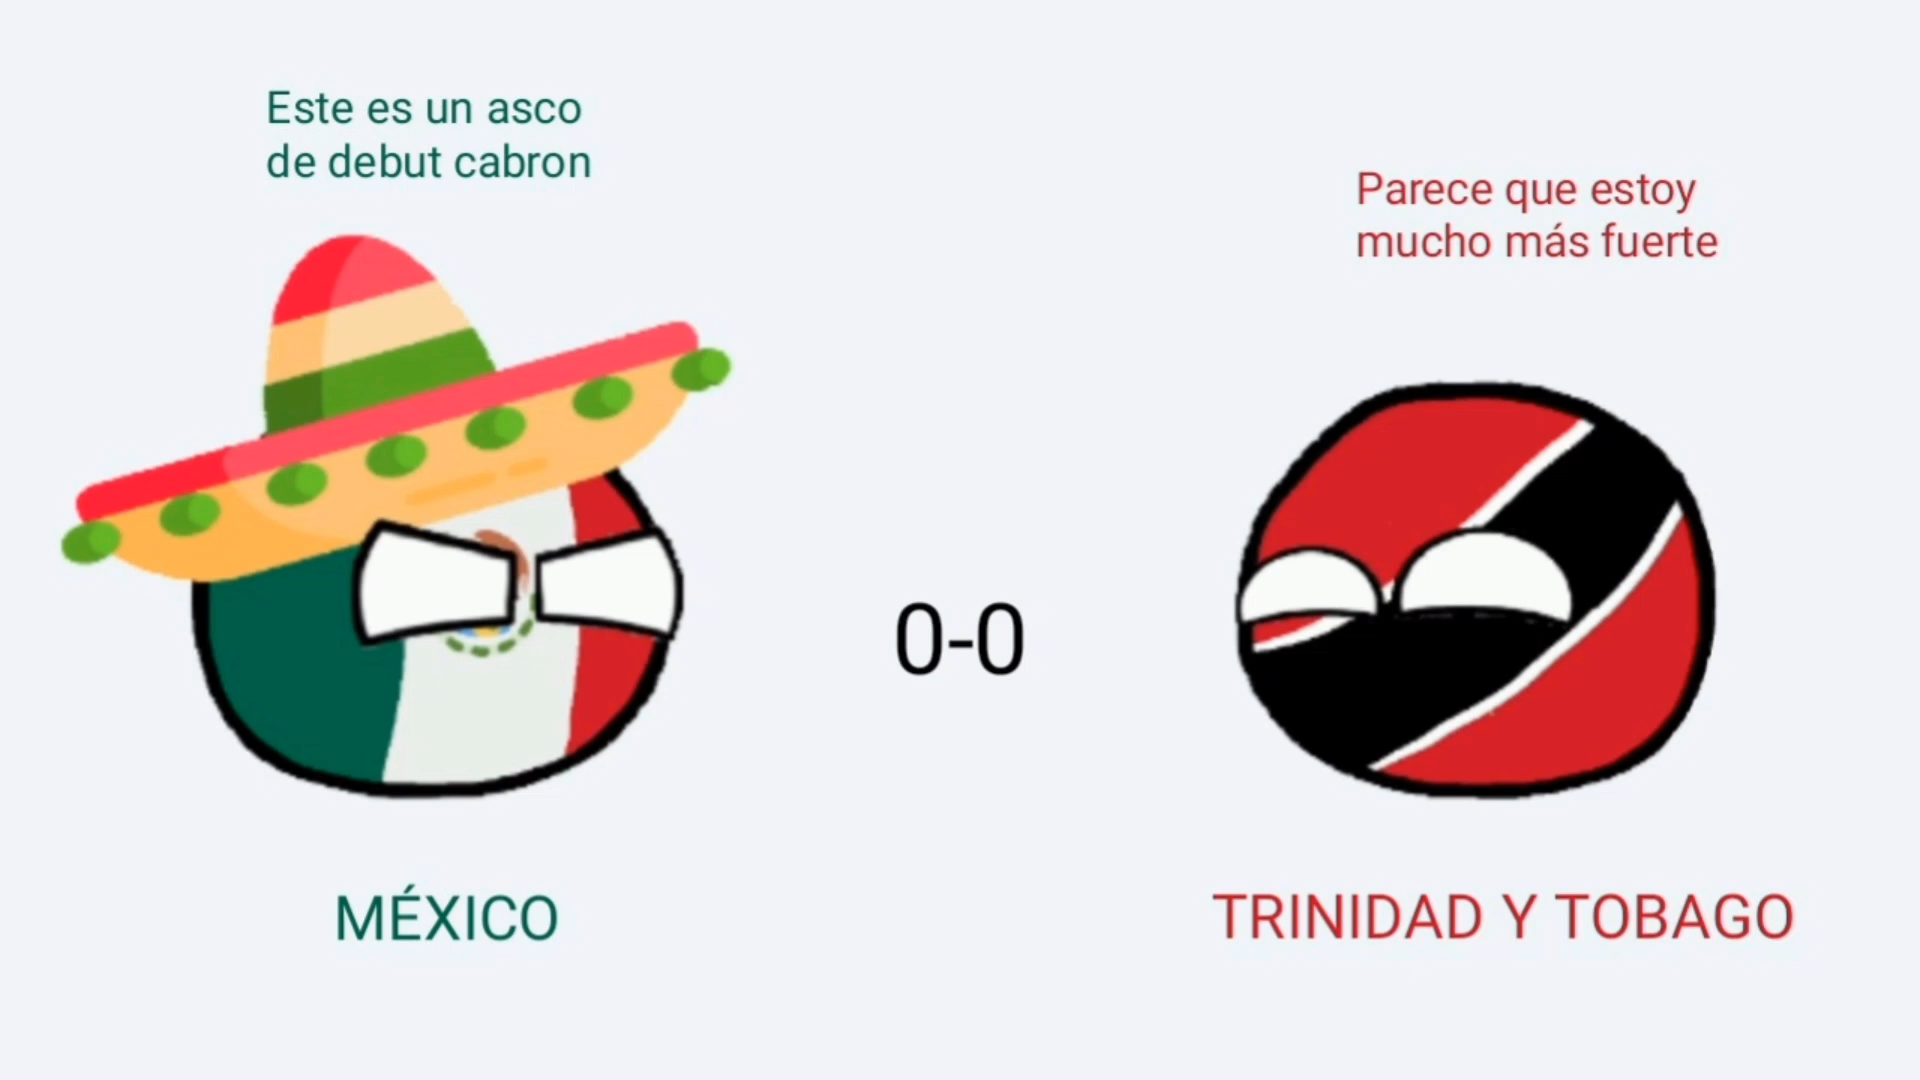 Este es un asco
de debut cabron
Parece que estoy
mucho más fuerte
0-0
MÉXICO
TRINIDAD Y TOBAGO